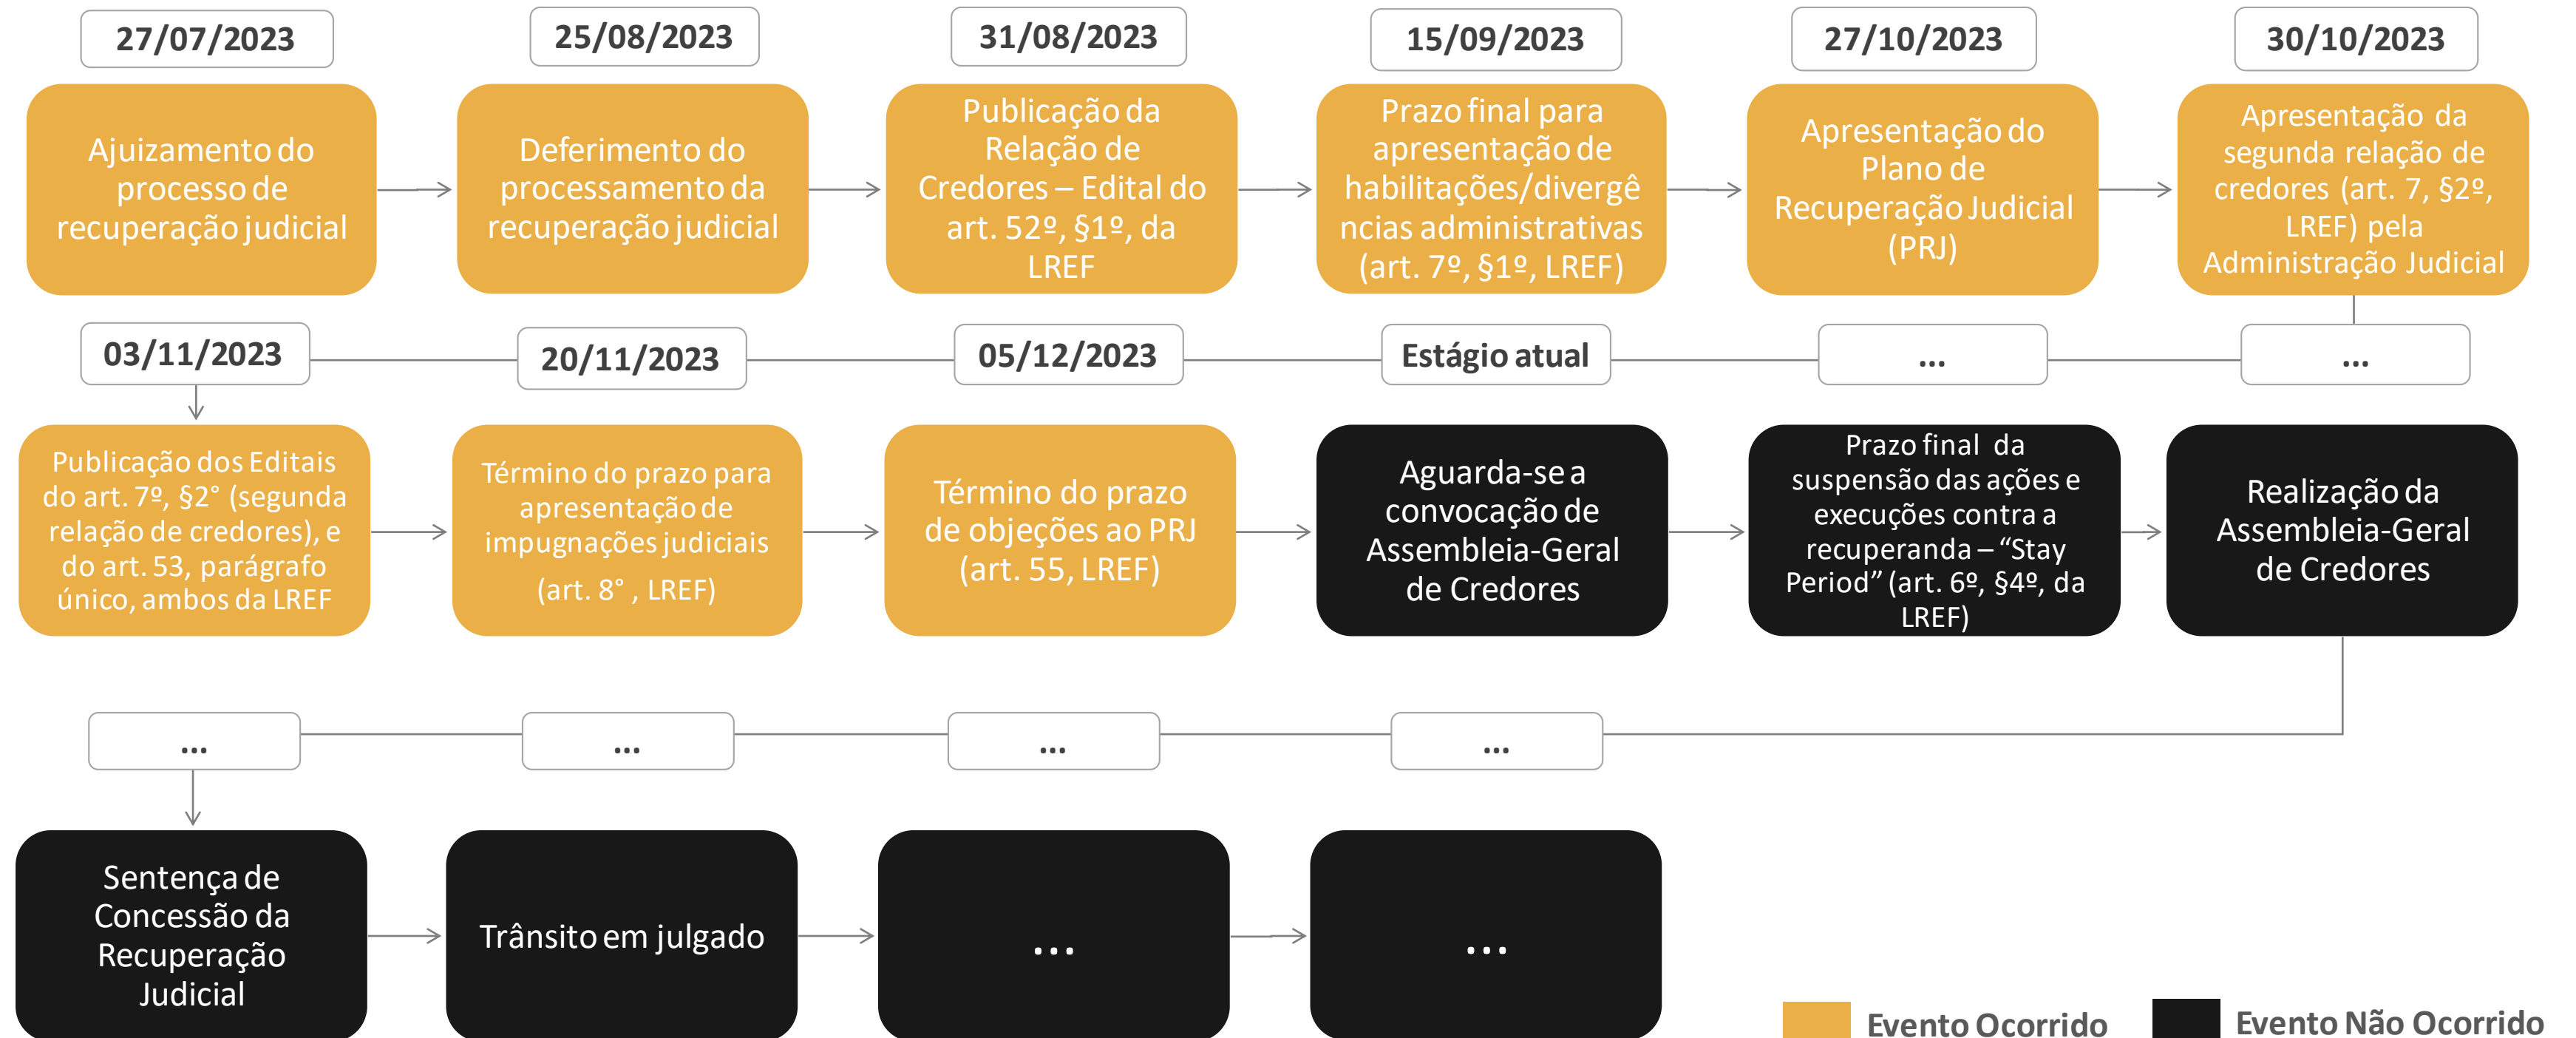 27/07/2023
25/08/2023
31/08/2023
15/09/2023
27/10/2023
30/10/2023
Ajuizamento do
processo de
recuperação judicial
Deferimento do
processamento da
recuperação judicial
Publicação da
Relação de
Credores – Edital do
art. 52º, §1º, da
LREF
Prazo final para
apresentação de
habilitações/divergê
ncias administrativas
(art. 7º, §1º, LREF)
Apresentação do
Plano de
Recuperação Judicial
(PRJ)
Apresentação da
segunda relação de
credores (art. 7, §2º,
LREF) pela
Administração Judicial
03/11/2023
20/11/2023
05/12/2023
Estágio atual
...
...
Publicação dos Editais
do art. 7º, §2° (segunda
relação de credores), e
do art. 53, parágrafo
único, ambos da LREF
Término do prazo para
apresentação de
impugnações judiciais
(art. 8° , LREF)
Término do prazo
de objeções ao PRJ
(art. 55, LREF)
Aguarda-se a
convocação de
Assembleia-Geral
de Credores
Prazo final da
suspensão das ações e
execuções contra a
recuperanda – “Stay
Period” (art. 6º, §4º, da
LREF)
Realização da
Assembleia-Geral
de Credores
...
...
...
...
Sentença de
Concessão da
Recuperação
Judicial
Trânsito em julgado
...
...
Evento Ocorrido
Evento Não Ocorrido